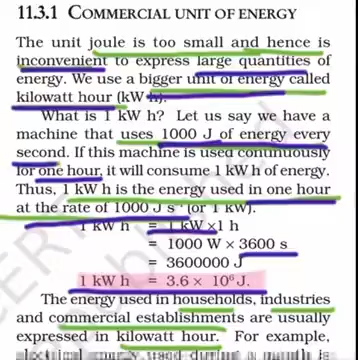 11.3.1 COMMERCIAL UNIT OF ENERGY
The unit joule is too small and hence is
inconvenient to express large quantities of
energy. We use a bigger unit of energy called
kilowatt hour (kW h).
What is 1 kW h? Let us say we have a
machine that uses 1000 J of energy every
second. If this machine is used continuously
for one hour, it will consume 1 kW h of energy.
Thus, 1 kW h is the energy used in one hour
at the rate of 1000 J s⁻¹ (or 1 kW).
1 kW h = 1 kW ×1 h
= 1000 W × 3600 s
= 3600000 J
1 kW h = 3.6 × 10⁶ J.
The energy used in households, industries
and commercial establishments are usually
expressed in kilowatt hour. For example,
electrical energy used during a month is